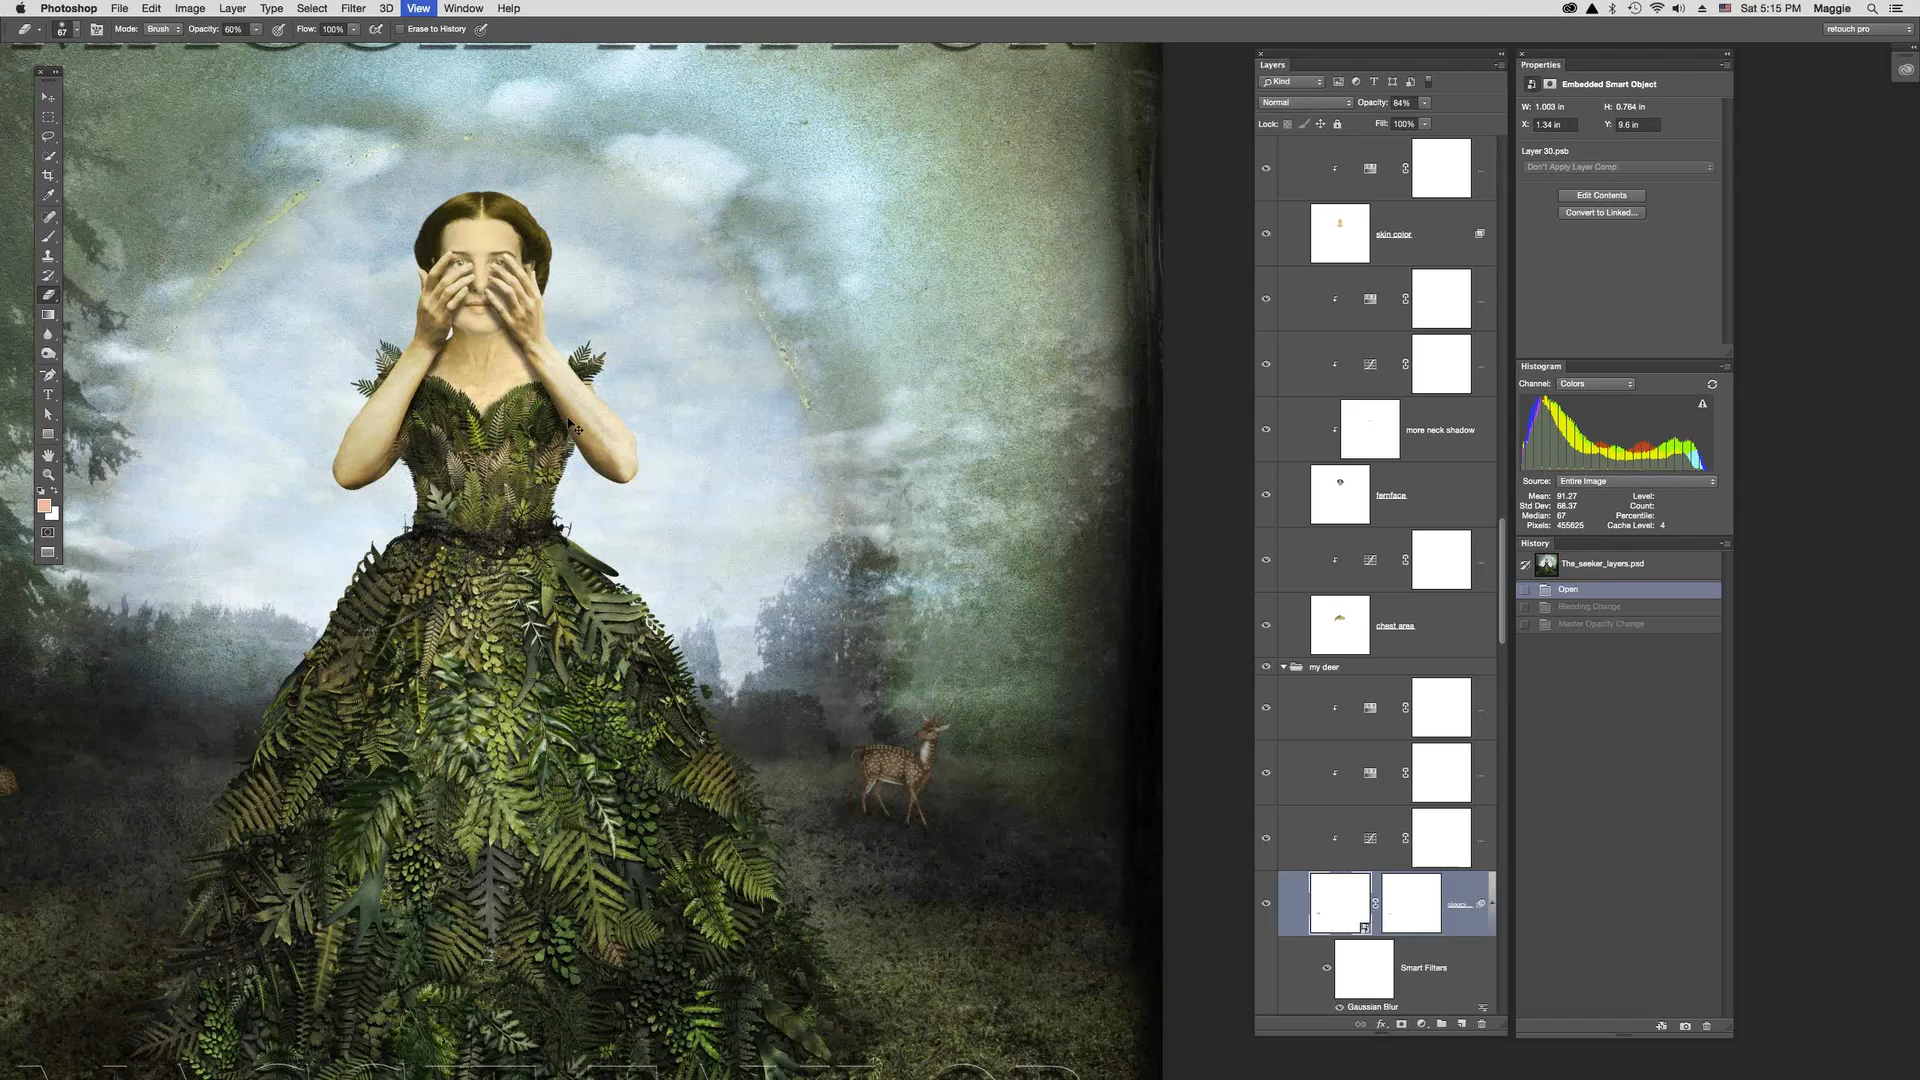 Photoshop File Edit Image Layer Type Select Filter 3D View Window Help Sat 5:15 PM Maggie
67 Mode: Brush Opacity: 60% Flow: 100% Erase to History retouch pro
Layers
Kind
Normal Opacity: 84%
Lock: Fill: 100%
skin color
more neck shadow
fernface
chest area
my deer
Smart Filters
Gaussian Blur
Properties
Embedded Smart Object
W: 1.003 in H: 0.764 in
X: 1.34 in Y: 9.6 in
Layer 30.psb
Don't Apply Layer Comp
Edit Contents
Convert to Linked...
Histogram
Channel: Colors
Source: Entire Image
Mean: 91.27 Level:
Std Dev: 68.37 Count:
Median: 67 Percentile:
Pixels: 455625 Cache Level: 4
History
The_seeker_layers.psd
Open
Blending Change
Master Opacity Change